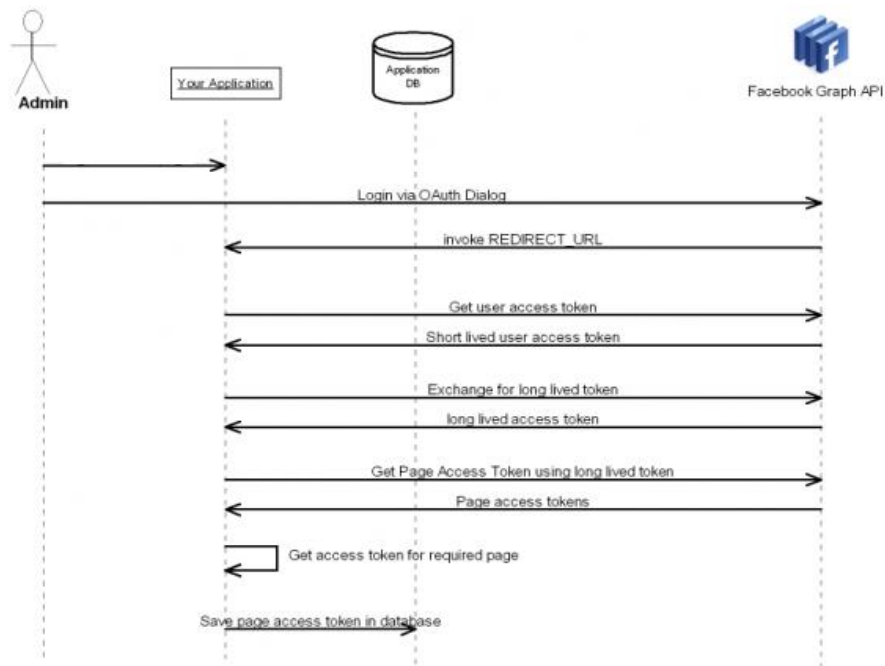 Your Application
Application
DB
Admin
Facebook Graph API
Login via OAuth Dialog
invoke REDIRECT_URL
Get user access token
Short lived user access token
Exchange for long lived token
long lived access token
Get Page Access Token using long lived token
Page access tokens
Get access token for required page
Save page access token in database